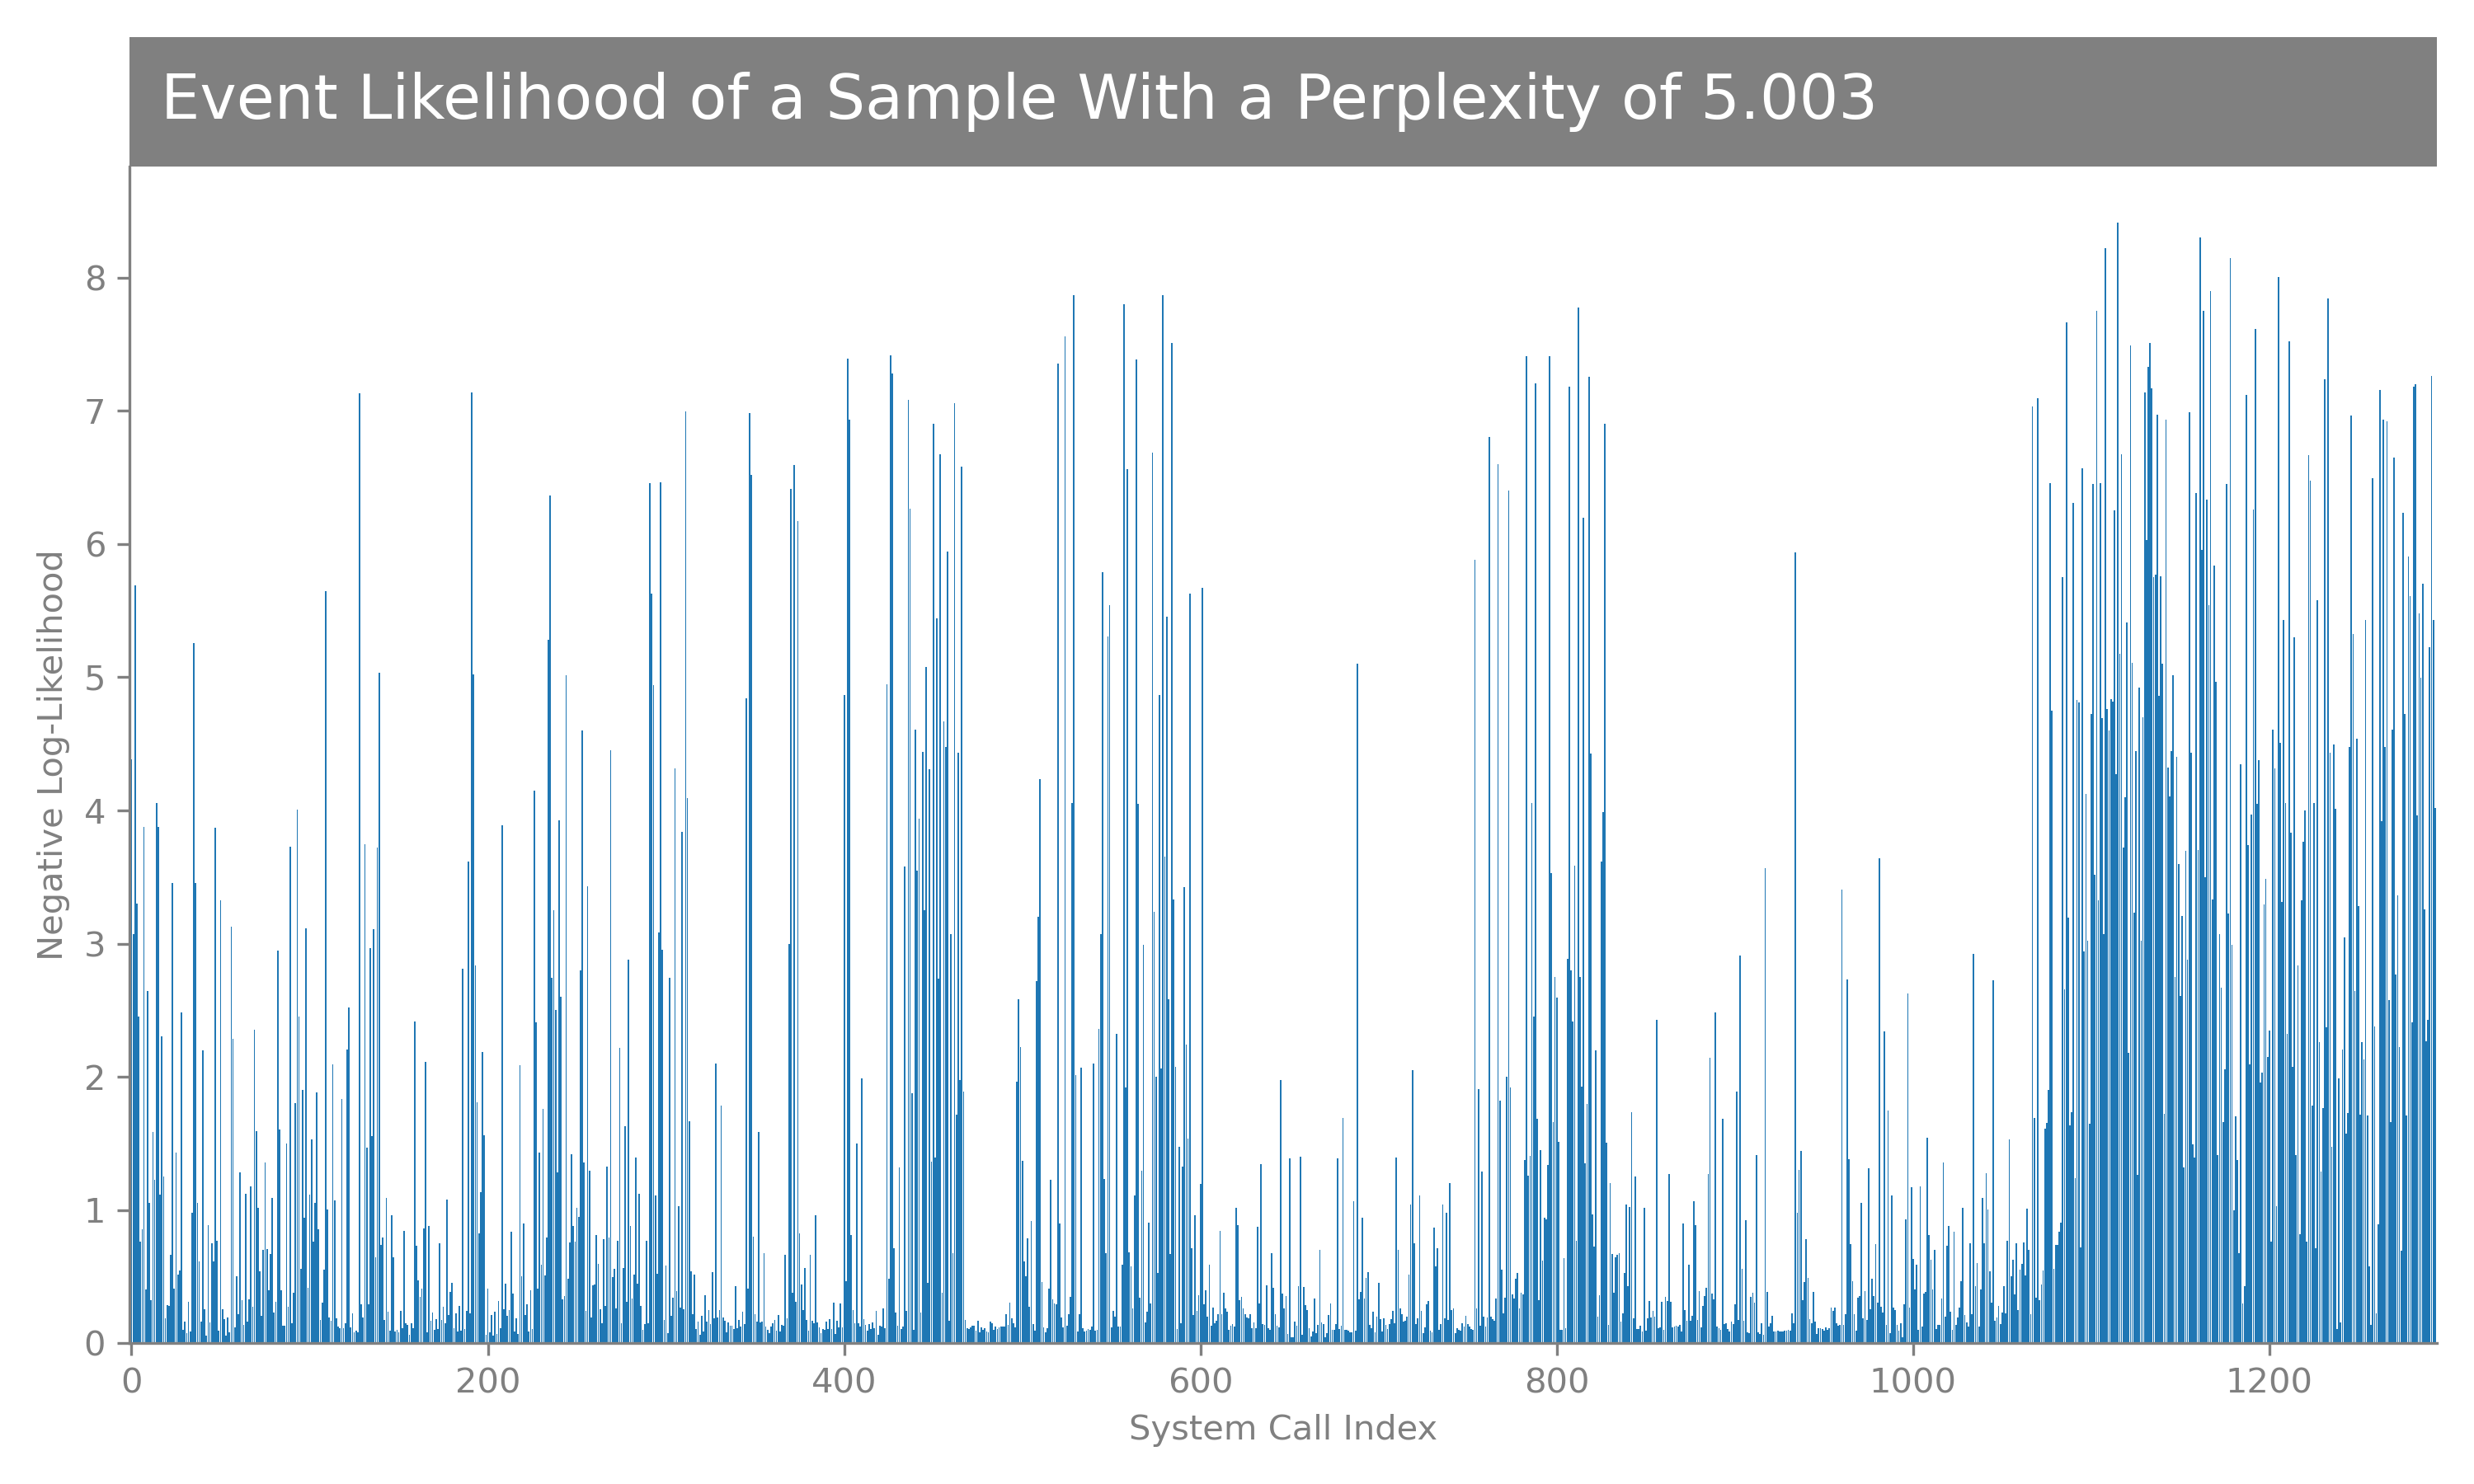 Event Likelihood of a Sample With a Perplexity of 5.003
Negative Log-Likelihood
8
7
6
5
4
3
2
1
0
0 200 400 600 800 1000 1200
System Call Index